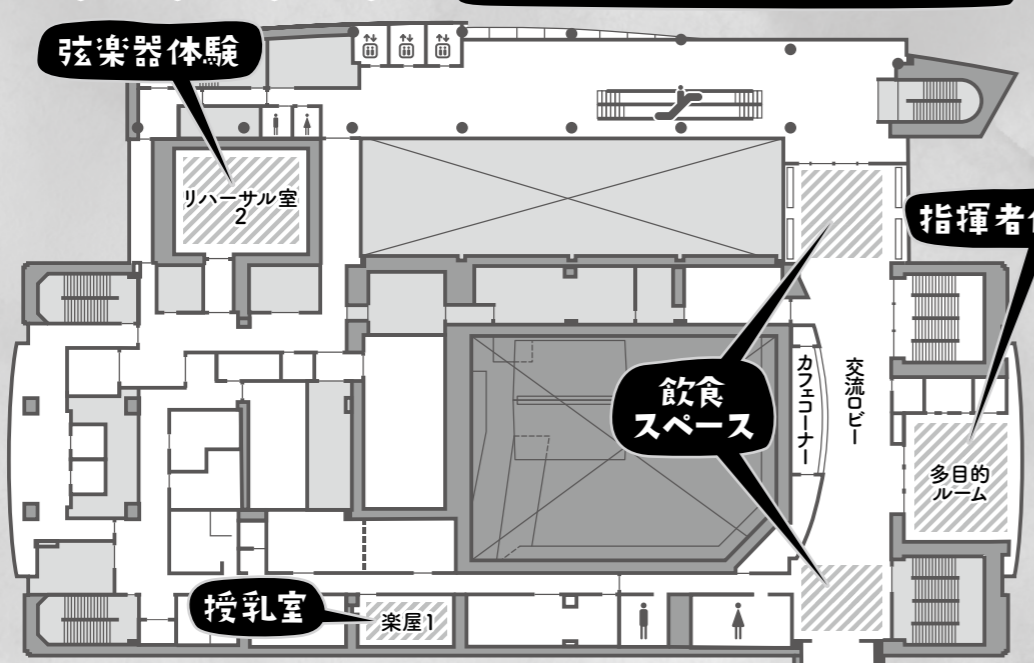 弦楽器体験
リハーサル室
2
指揮者
飲食
スペース
カフェコーナー
交流ロビー
多目的
ルーム
授乳室
楽屋1